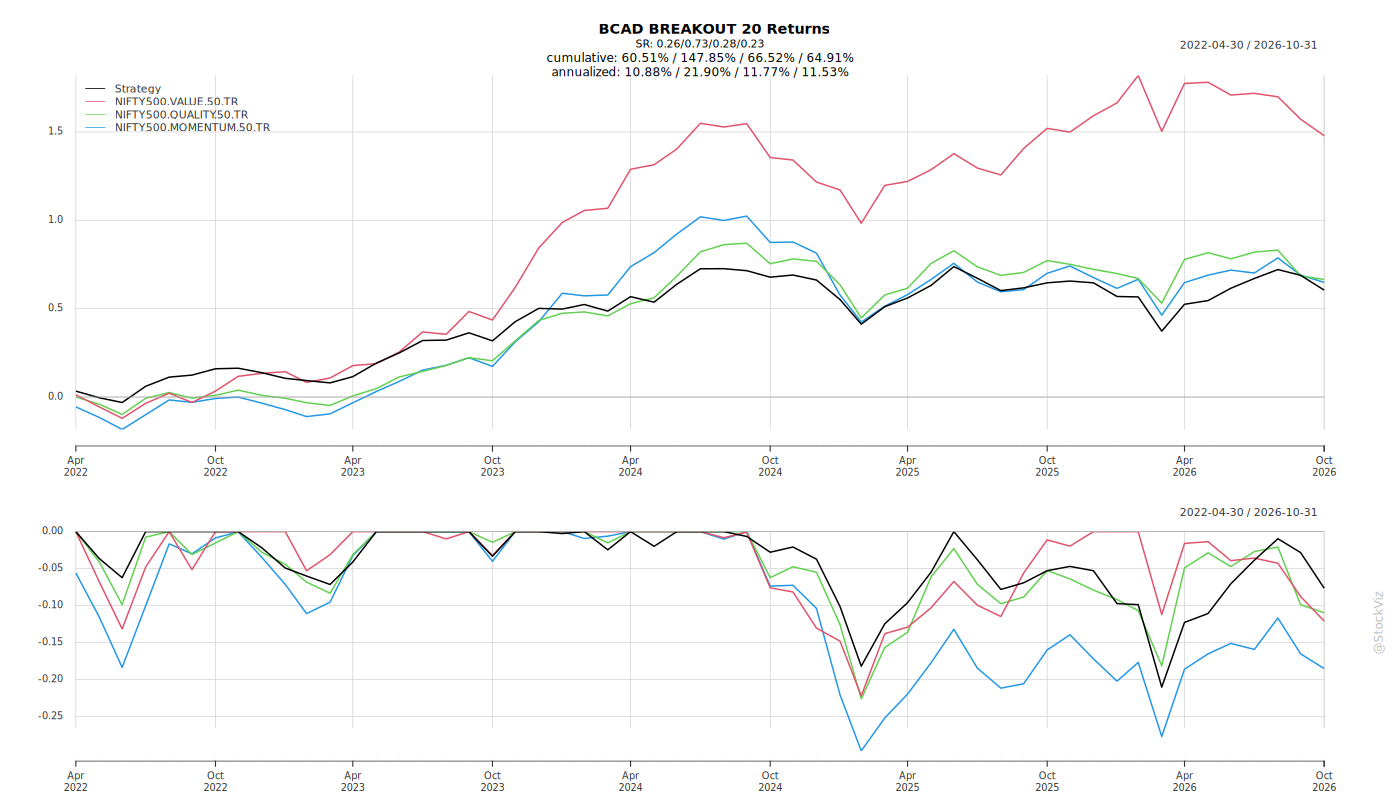 BCAD BREAKOUT 20 Returns
SR: 0.26/0.73/0.28/0.23
cumulative: 60.51% / 147.85% / 66.52% / 64.91%
annualized: 10.88% / 21.90% / 11.77% / 11.53%
2022-04-30 / 2026-10-31
Strategy
NIFTY500.VALUE.50.TR
NIFTY500.QUALITY.50.TR
NIFTY500.MOMENTUM.50.TR
1.5
1.0
0.5
0.0
Apr Oct Apr Oct Apr Oct Apr Oct Apr Oct
2022 2022 2023 2023 2024 2024 2025 2025 2026 2026
2022-04-30 / 2026-10-31
0.00
-0.05
-0.10
-0.15
-0.20
-0.25
Apr Oct Apr Oct Apr Oct Apr Oct Apr Oct
2022 2022 2023 2023 2024 2024 2025 2025 2026 2026
@StockViz